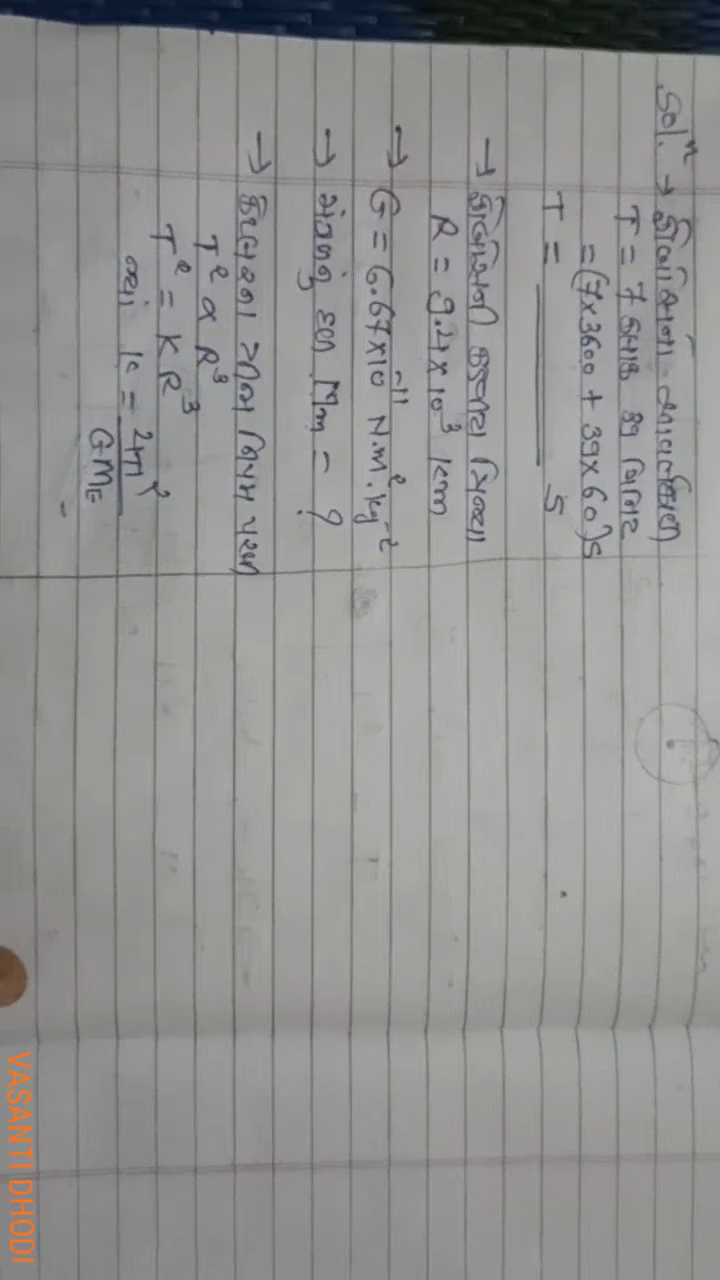 Solⁿ. → ફોબોસનો આવર્તકાળ
T = 7 કલાક 39 મિનિટ
= (7×3600 + 39×60)s
T = ________ s
→ ફોબોસની કક્ષાની ત્રિજ્યા
R = 9.4×10³ km
→ G = 6.67×10⁻¹¹ N.m².kg⁻²
→ મંગળનું દળ Mm = ?
→ કેપ્લરના ત્રીજા નિયમ પરથી
T² ∝ R³
T² = K R³
જ્યાં K =
GME
VASANTI DHODI